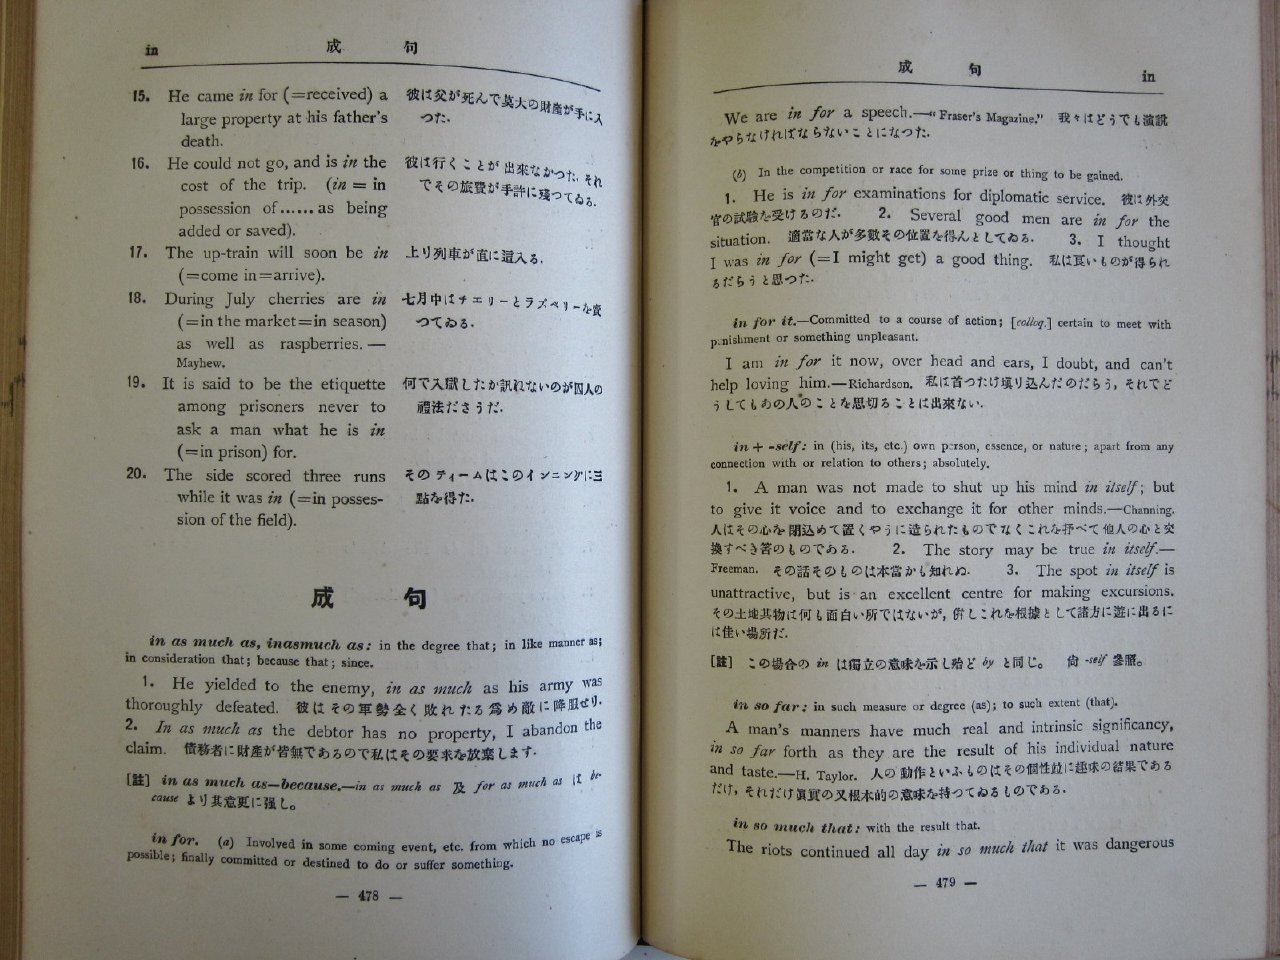 in 成 句
15. He came in for (=received) a 彼は父が死んで莫大の財產が手に入
large property at his father's つた.
death.
16. He could not go, and is in the 彼は行くことが出來なかつた, それ
cost of the trip. (in = in でその旅費が手許に殘つてゐる.
possession of......as being
added or saved).
17. The up-train will soon be in 上り列車が直に這入る.
(=come in=arrive).
18. During July cherries are in 七月中はチェリーとラズベリーを賣
(=in the market=in season) つてゐる.
as well as raspberries. —
Mayhew.
19. It is said to be the etiquette 何で入獄したか訊れないのが囚人の
among prisoners never to 禮法ださうだ.
ask a man what he is in
(=in prison) for.
20. The side scored three runs そのティームはこのインニングに三
while it was in (=in posses- 點を得た.
sion of the field).
成 句
in as much as, inasmuch as: in the degree that; in like manner as;
in consideration that; because that; since.
1. He yielded to the enemy, in as much as his army was
thoroughly defeated. 彼はその軍勢全く敗れたる爲め敵に降服せり.
2. In as much as the debtor has no property, I abandon the
claim. 債務者に財產が皆無であるので私はその要求を放棄します.
[註] in as much as—because.—in as much as 及 for as much as は be-
cause より其意更に强し。
in for. (a) Involved in some coming event, etc. from which no escape is
possible; finally committed or destined to do or suffer something.
— 478 —
成 句 in
We are in for a speech.—"Fraser's Magazine." 我々はどうでも演說
をやらなければならないことになつた.
(b) In the competition or race for some prize or thing to be gained.
1. He is in for examinations for diplomatic service. 彼は外交
官の試驗を受けるのだ. 2. Several good men are in for the
situation. 適當な人が多數その位置を得んとしてゐる. 3. I thought
I was in for (=I might get) a good thing. 私は良いものが得られ
るだらうと思つた.
in for it.—Committed to a course of action; [colloq.] certain to meet with
punishment or something unpleasant.
I am in for it now, over head and ears, I doubt, and can't
help loving him.—Richardson. 私は首つたけ塡り込んだのだらう, それでど
うしてもあの人のことを思切ることは出來ない.
in + -self: in (his, its, etc.) own person, essence, or nature; apart from any
connection with or relation to others; absolutely.
1. A man was not made to shut up his mind in itself; but
to give it voice and to exchange it for other minds.—Channing.
人はその心を閉込めて置くやうに造られたものでなくこれを抒べて他人の心と交
換すべき筈のものである. 2. The story may be true in itself.—
Freeman. その話そのものは本當かも知れぬ. 3. The spot in itself is
unattractive, but is an excellent centre for making excursions.
その土地其物は何も面白い所ではないが, 倂しこれを根據として諸方に遊に出るに
は佳い場所だ.
[註] この場合の in は獨立の意味を示し殆ど by と同じ。 尙 -self 參照。
in so far: in such measure or degree (as); to such extent (that).
A man's manners have much real and intrinsic significancy,
in so far forth as they are the result of his individual nature
and taste.—H. Taylor. 人の動作といふものはその個性竝に趣味の結果である
だけ, それだけ眞實の又根本的の意味を持つてゐるものである.
in so much that: with the result that.
The riots continued all day in so much that it was dangerous
— 479 —